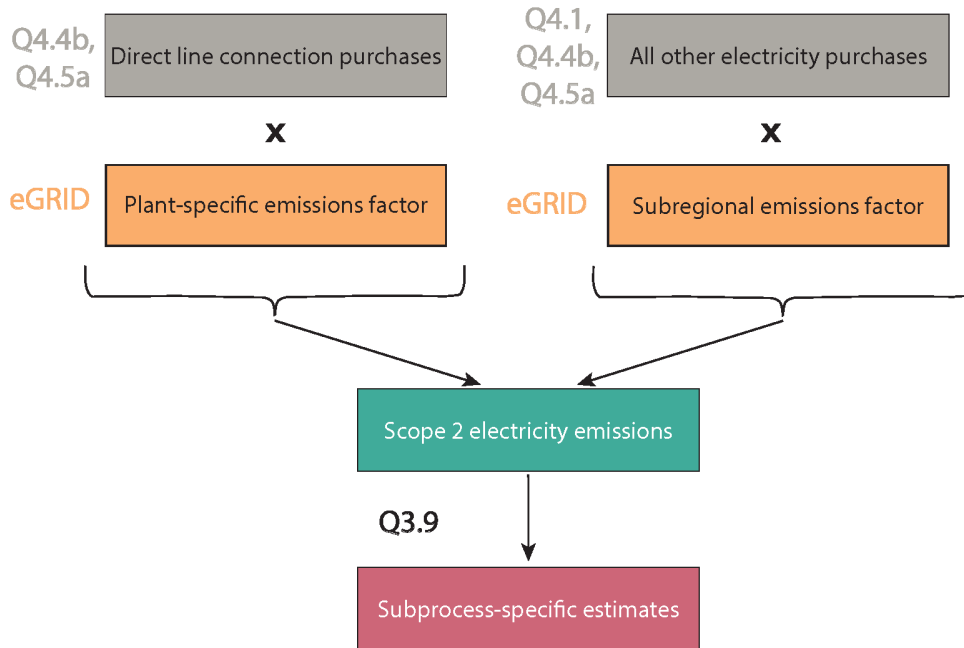 Q4.4b,
Q4.5a
Direct line connection purchases
Q4.1,
Q4.4b,
Q4.5a
All other electricity purchases
x
x
eGRID
Plant-specific emissions factor
eGRID
Subregional emissions factor
Scope 2 electricity emissions
Q3.9
Subprocess-specific estimates